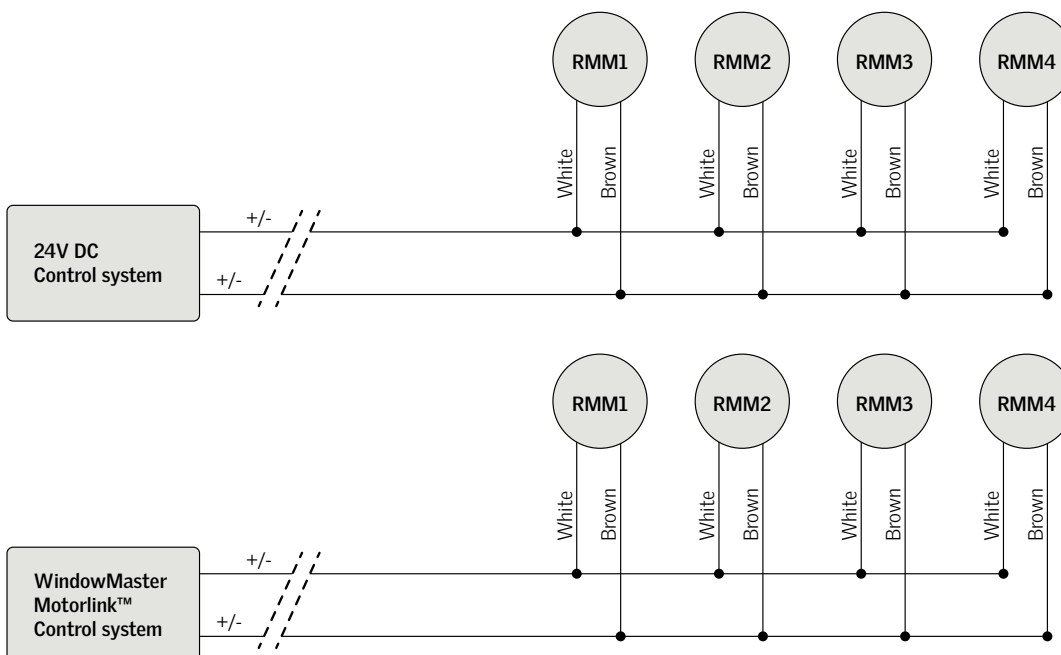 RMM1 RMM2 RMM3 RMM4
White Brown White Brown White Brown White Brown
+/-
24V DC
Control system
+/-
RMM1 RMM2 RMM3 RMM4
White Brown White Brown White Brown White Brown
+/-
WindowMaster
Motorlink™
Control system
+/-